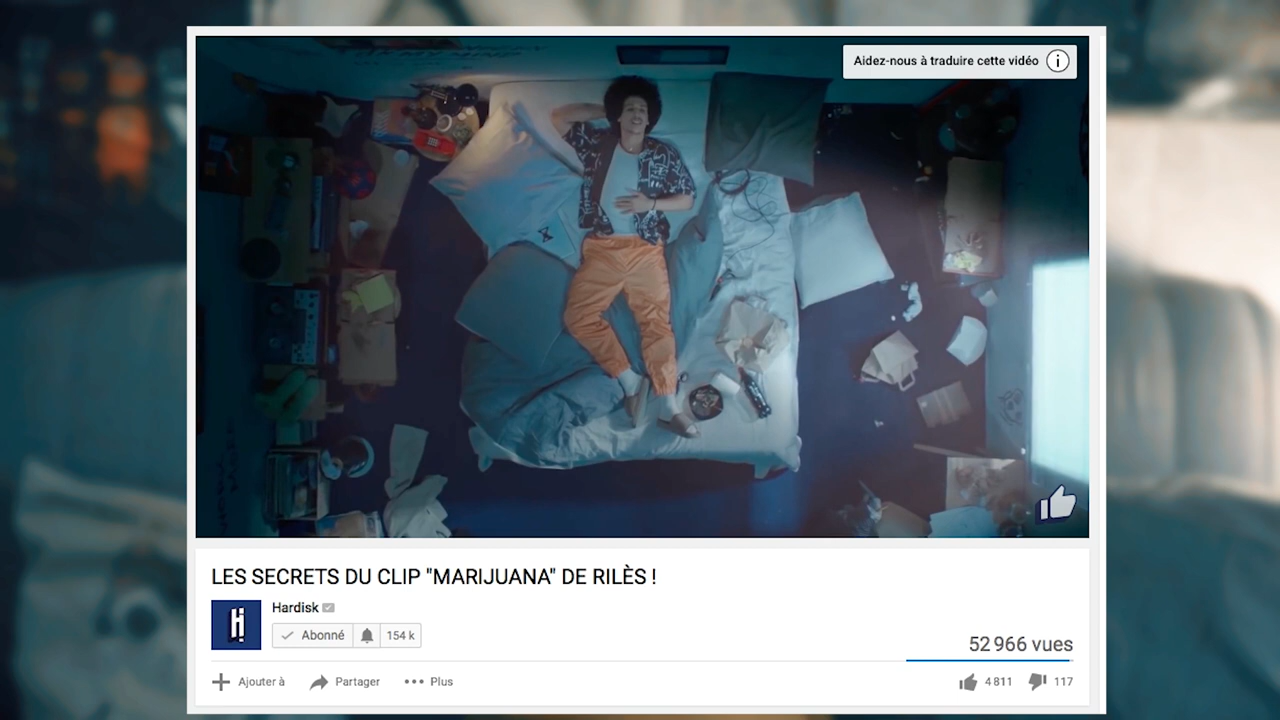 Aidez-nous à traduire cette vidéo
LES SECRETS DU CLIP "MARIJUANA" DE RILÈS !
H!
Hardisk
Abonné 154 k
52 966 vues
Ajouter à Partager Plus 4 811 117